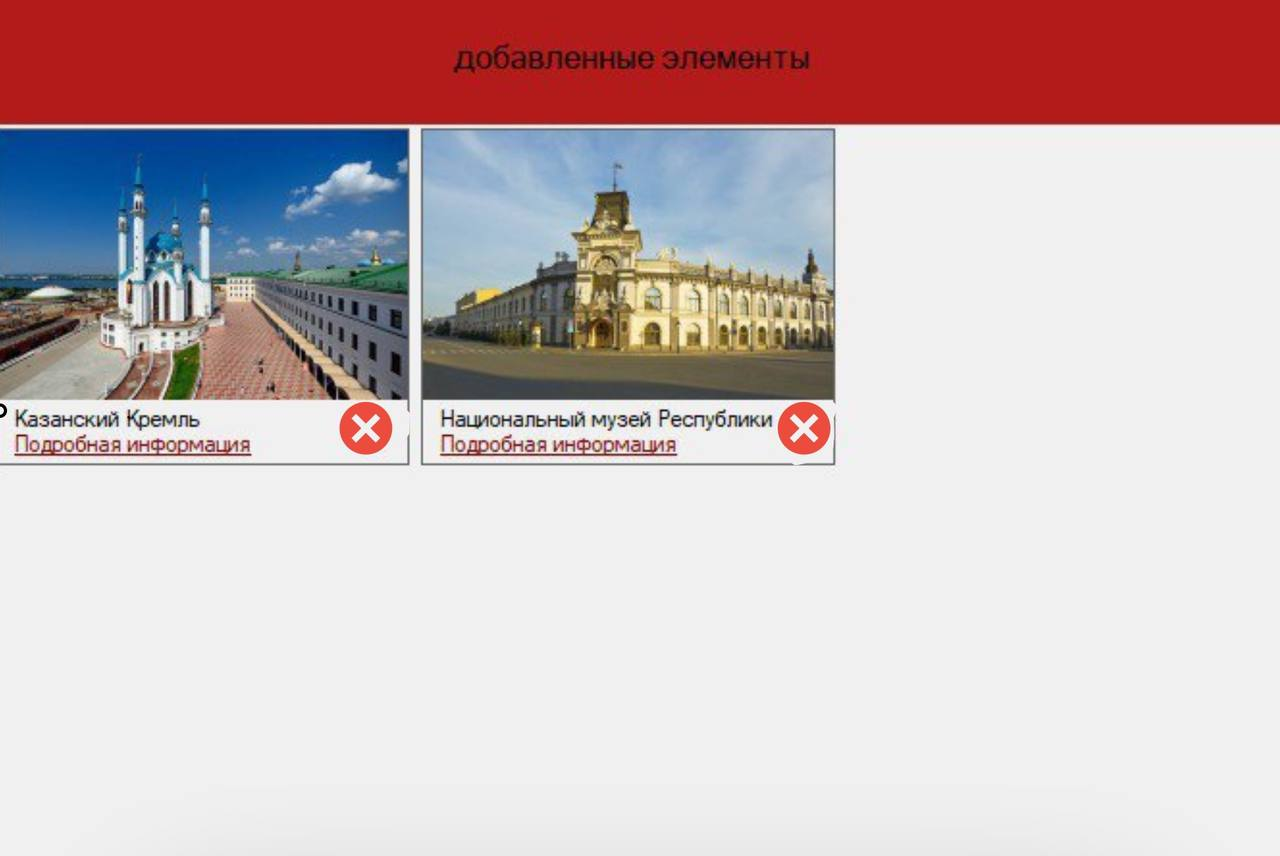 добавленные элементы
Казанский Кремль
Подробная информация
Национальный музей Республики
Подробная информация